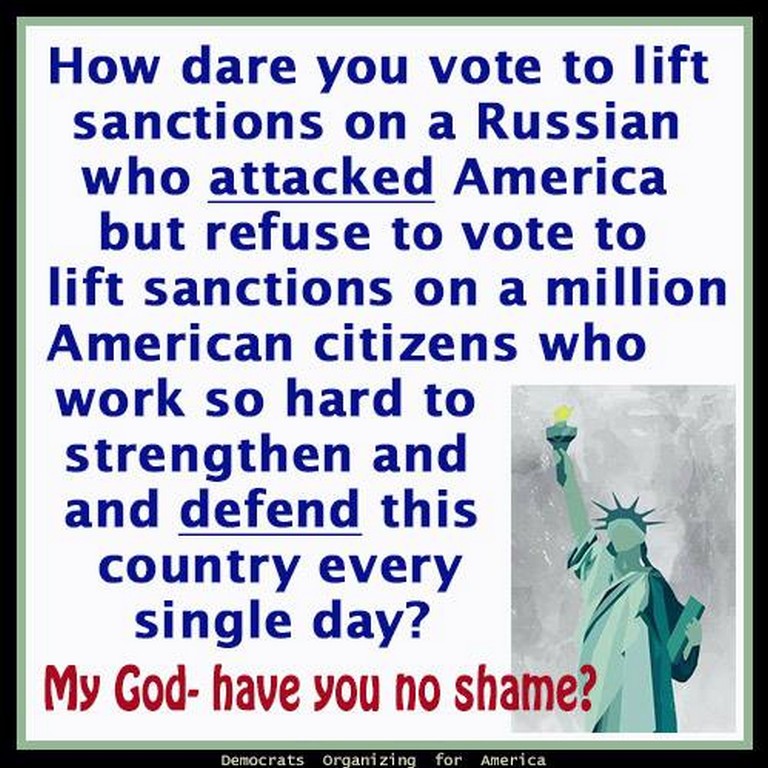 How dare you vote to lift
sanctions on a Russian
who attacked America
but refuse to vote to
lift sanctions on a million
American citizens who
work so hard to
strengthen and
and defend this
country every
single day?
My God- have you no shame?
Democrats Organizing for America